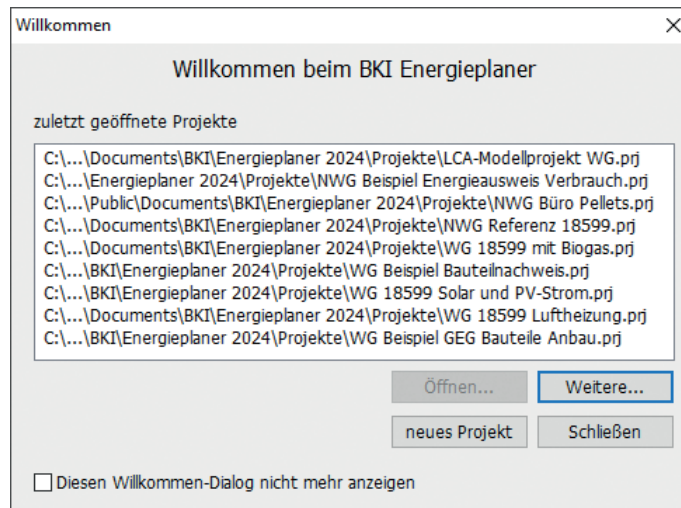 Willkommen
Willkommen beim BKI Energieplaner
zuletzt geöffnete Projekte
C:\...\Documents\BKI\Energieplaner 2024\Projekte\LCA-Modellprojekt WG.prj
C:\...\Energieplaner 2024\Projekte\NWG Beispiel Energieausweis Verbrauch.prj
C:\...\Public\Documents\BKI\Energieplaner 2024\Projekte\NWG Büro Pellets.prj
C:\...\Documents\BKI\Energieplaner 2024\Projekte\NWG Referenz 18599.prj
C:\...\Documents\BKI\Energieplaner 2024\Projekte\WG 18599 mit Biogas.prj
C:\...\BKI\Energieplaner 2024\Projekte\WG Beispiel Bauteilnachweis.prj
C:\...\BKI\Energieplaner 2024\Projekte\WG 18599 Solar und PV-Strom.prj
C:\...\Documents\BKI\Energieplaner 2024\Projekte\WG 18599 Luftheizung.prj
C:\...\BKI\Energieplaner 2024\Projekte\WG Beispiel GEG Bauteile Anbau.prj
Öffnen... Weitere...
neues Projekt Schließen
Diesen Willkommen-Dialog nicht mehr anzeigen